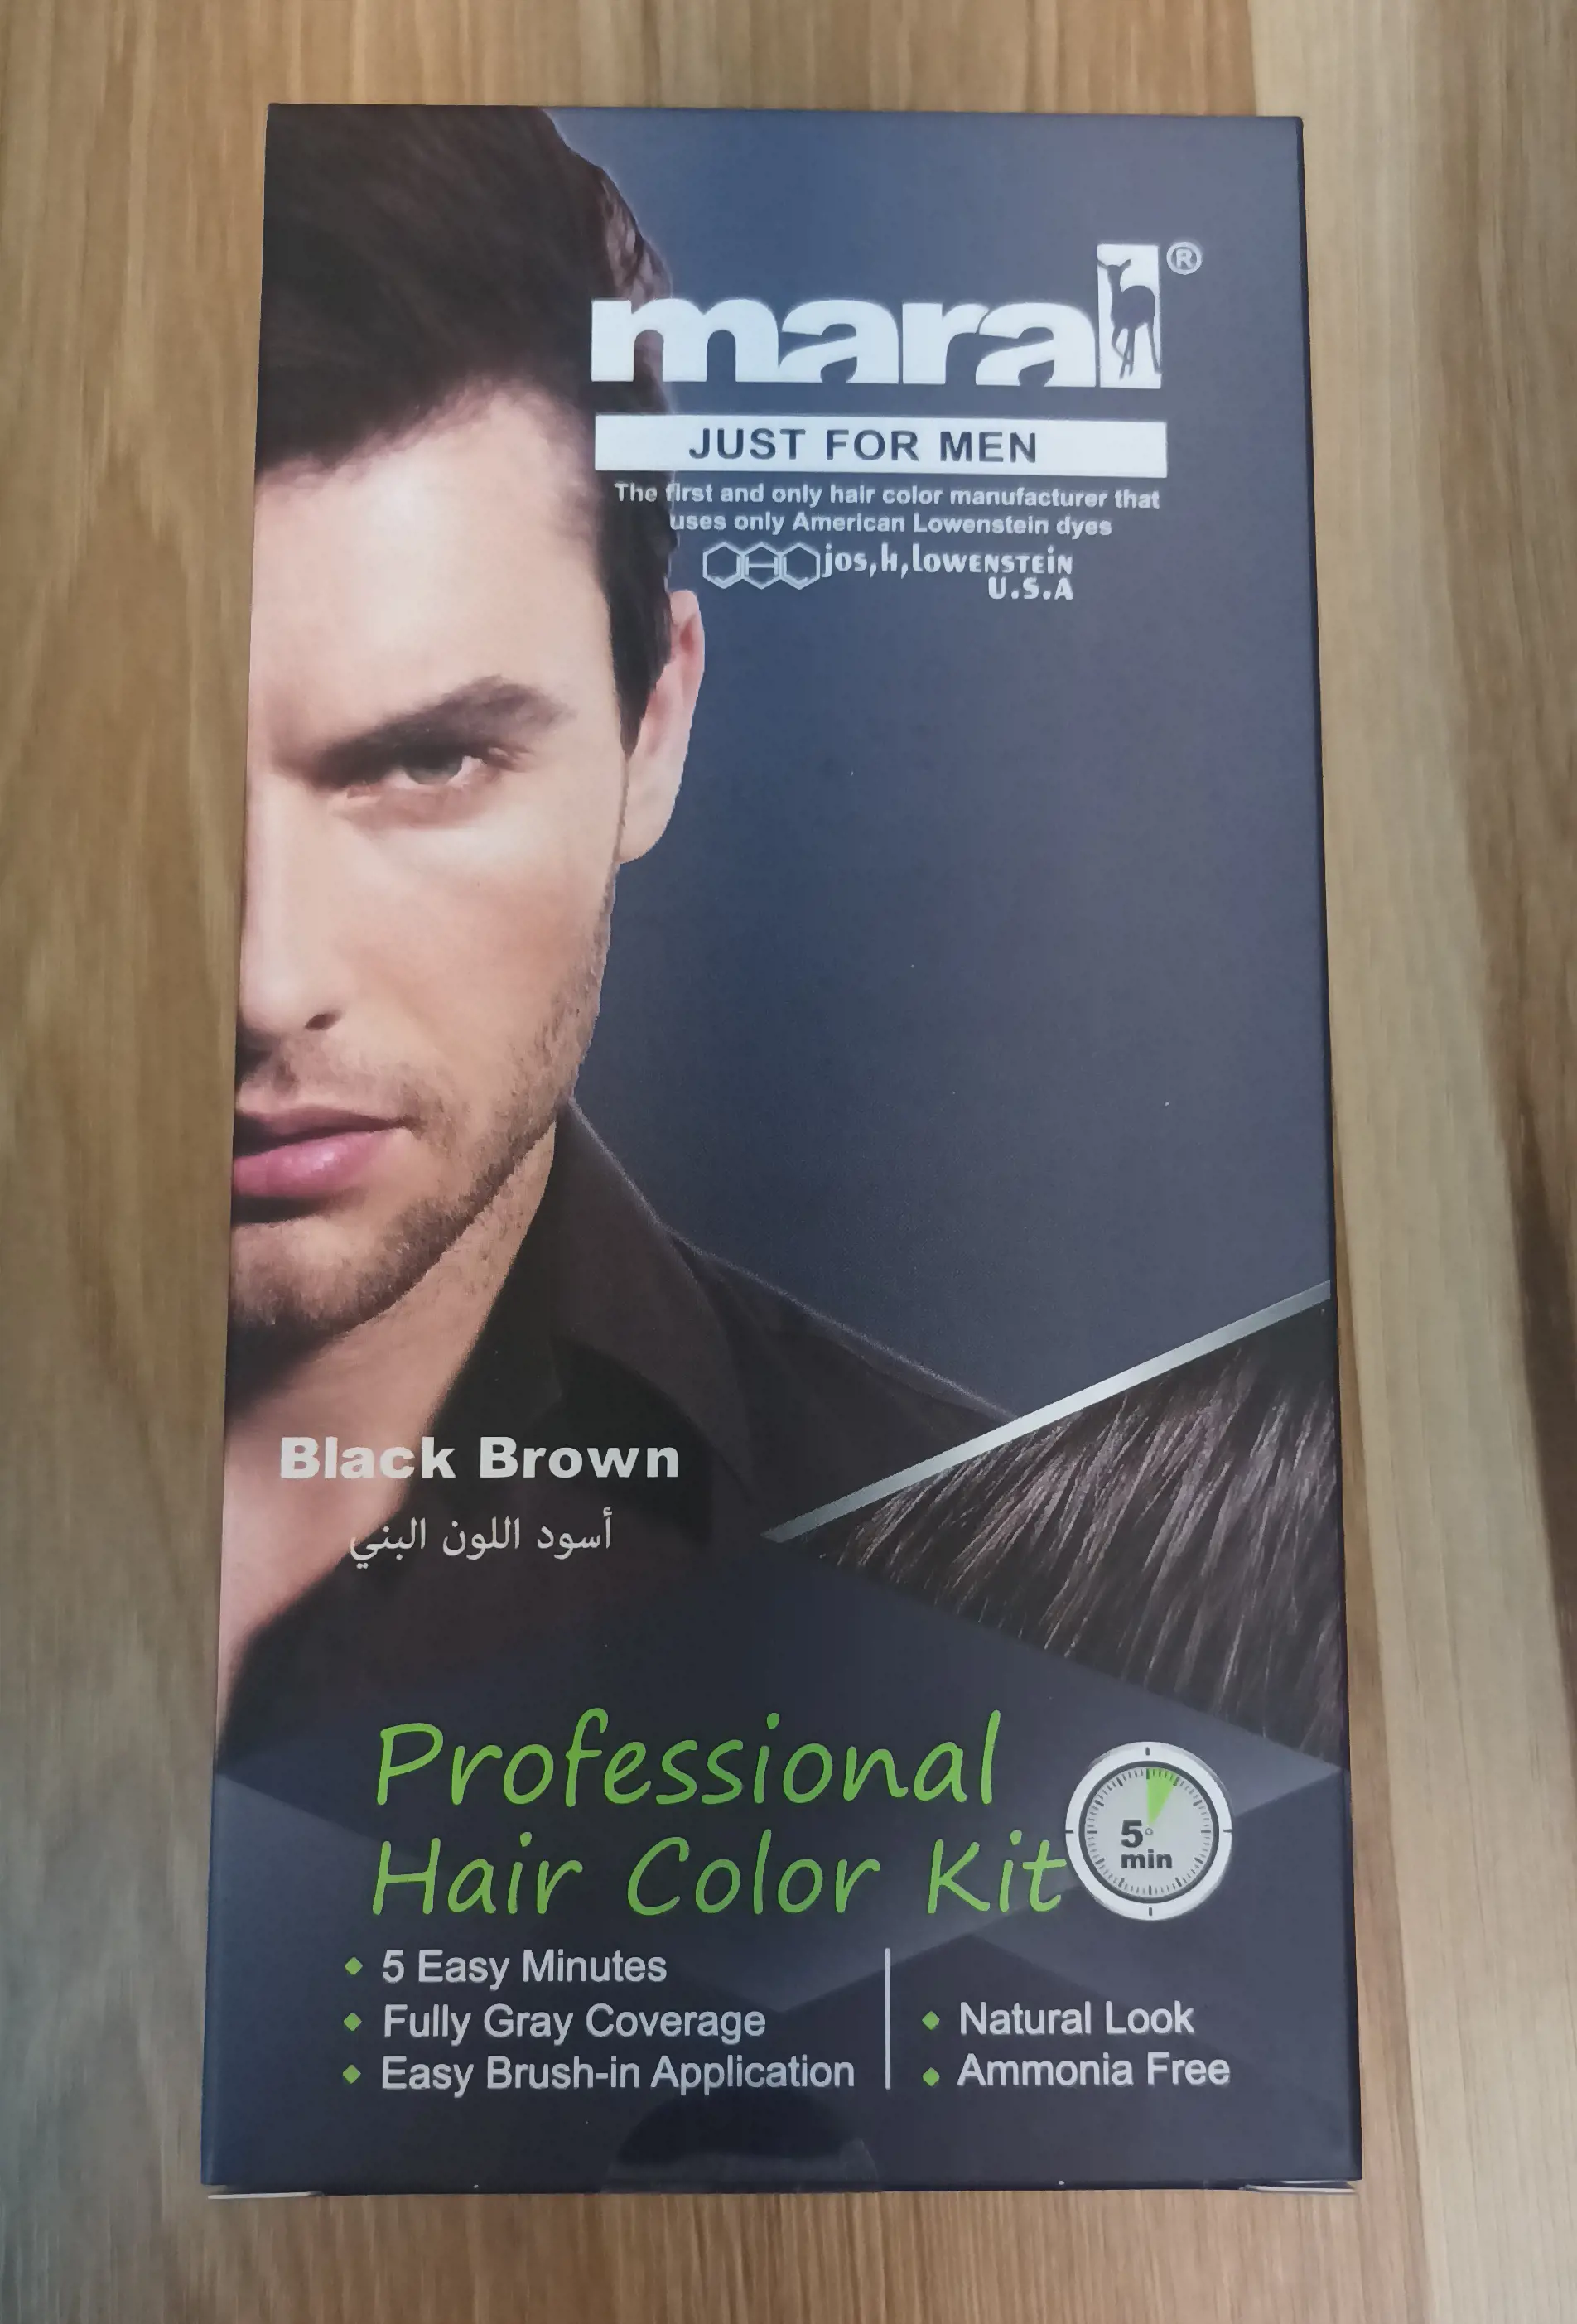 maral ®
JUST FOR MEN
The first and only hair color manufacturer that
uses only American Lowenstein dyes
JHL jos,h,lowENSTEiN
U.S.A
Black Brown
أسود اللون البني
Professional
Hair Color Kit
5
min
5 Easy Minutes
Fully Gray Coverage
Easy Brush-in Application
Natural Look
Ammonia Free